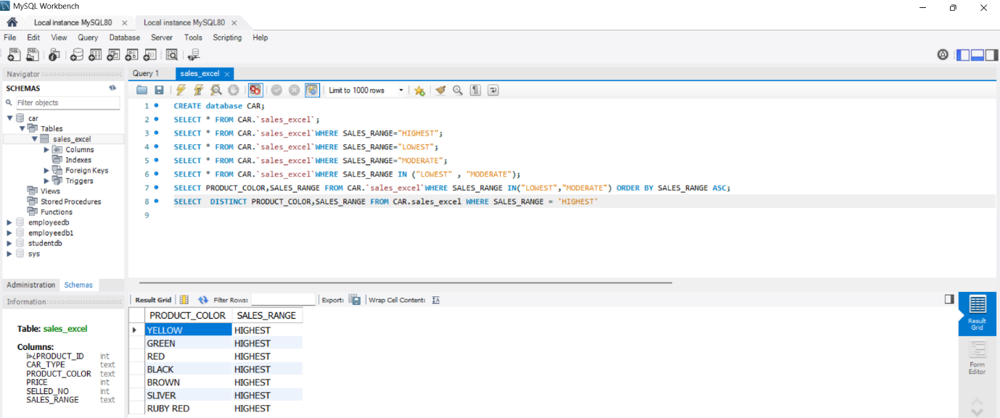 MySQL Workbench
Local instance MySQL80 × Local instance MySQL80 ×
File Edit View Query Database Server Tools Scripting Help
Navigator
SCHEMAS
Filter objects
car
Tables
sales_excel
Columns
Indexes
Foreign Keys
Triggers
Views
Stored Procedures
Functions
employeedb
employeedb1
studentdb
sys
Administration Schemas
Information
Table: sales_excel
Columns:
ï»¿PRODUCT_ID int
CAR_TYPE text
PRODUCT_COLOR text
PRICE int
SELLED_NO int
SALES_RANGE text
Query 1 sales_excel ×
Limit to 1000 rows
1 CREATE database CAR;
2 SELECT * FROM CAR.`sales_excel`;
3 SELECT * FROM CAR.`sales_excel`WHERE SALES_RANGE="HIGHEST";
4 SELECT * FROM CAR.`sales_excel`WHERE SALES_RANGE="LOWEST";
5 SELECT * FROM CAR.`sales_excel`WHERE SALES_RANGE="MODERATE";
6 SELECT * FROM CAR.`sales_excel`WHERE SALES_RANGE IN ("LOWEST" , "MODERATE");
7 SELECT PRODUCT_COLOR,SALES_RANGE FROM CAR.`sales_excel`WHERE SALES_RANGE IN("LOWEST","MODERATE") ORDER BY SALES_RANGE ASC;
8 SELECT  DISTINCT PRODUCT_COLOR,SALES_RANGE FROM CAR.sales_excel WHERE SALES_RANGE = 'HIGHEST'
9
Result Grid Filter Rows: Export: Wrap Cell Content:
PRODUCT_COLOR SALES_RANGE
YELLOW HIGHEST
GREEN HIGHEST
RED HIGHEST
BLACK HIGHEST
BROWN HIGHEST
SLIVER HIGHEST
RUBY RED HIGHEST
Result
Grid
Form
Editor